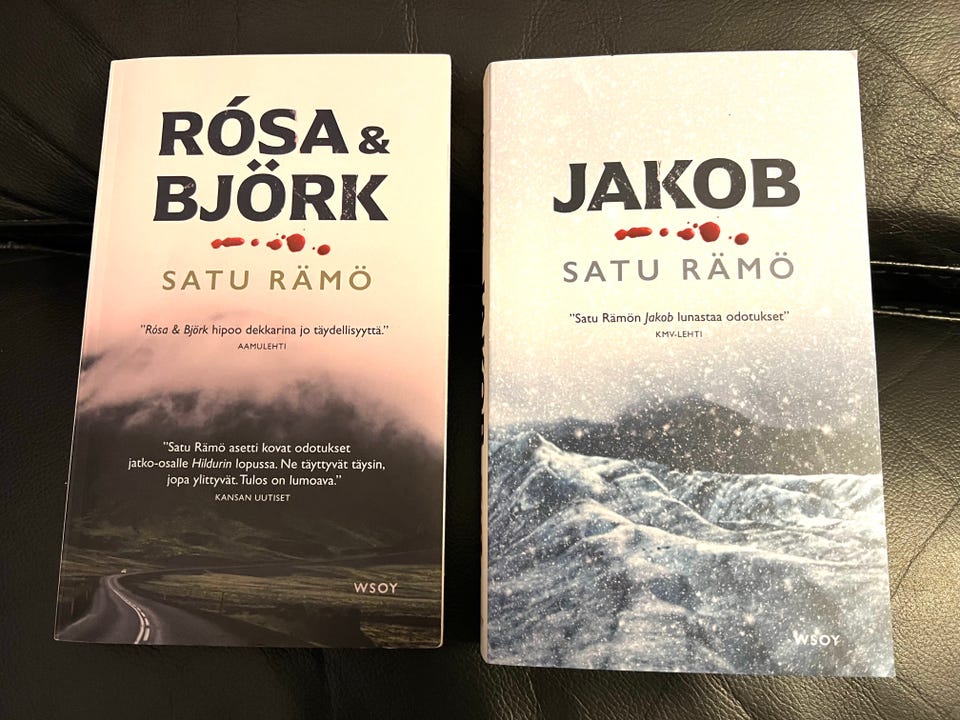 RÓSA &
BJÖRK
SATU RÄMÖ
”Rósa & Björk hipoo dekkarina jo täydellisyyttä.”
AAMULEHTI
”Satu Rämö asetti kovat odotukset
jatko-osalle Hildurin lopussa. Ne täyttyvät täysin,
jopa ylittyvät. Tulos on lumoava.”
KANSAN UUTISET
WSOY
JAKOB
SATU RÄMÖ
”Satu Rämön Jakob lunastaa odotukset”
KMV-LEHTI
WSOY